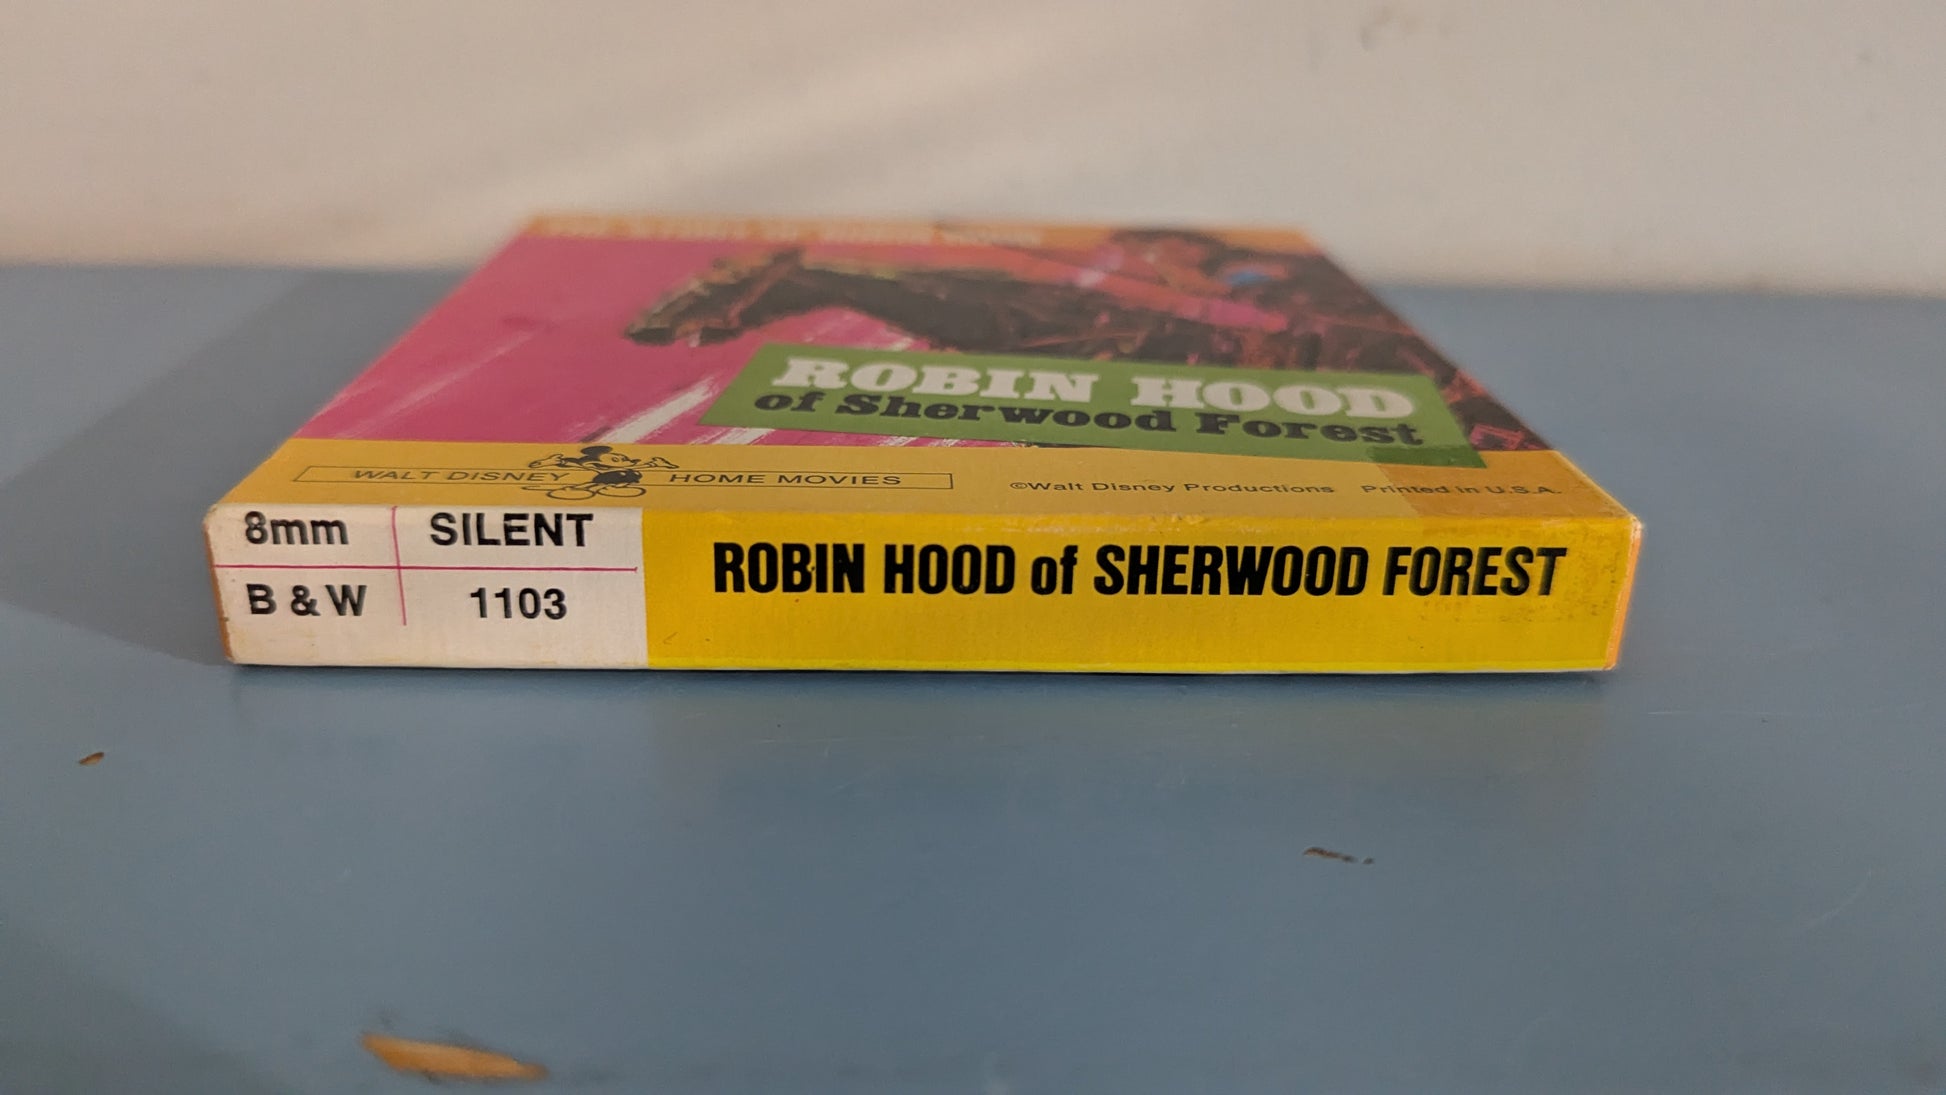 ROBIN HOOD
of Sherwood Forest
WALT DISNEY HOME MOVIES
©Walt Disney Productions Printed in U.S.A.
8mm SILENT
B & W 1103
ROBIN HOOD of SHERWOOD FOREST